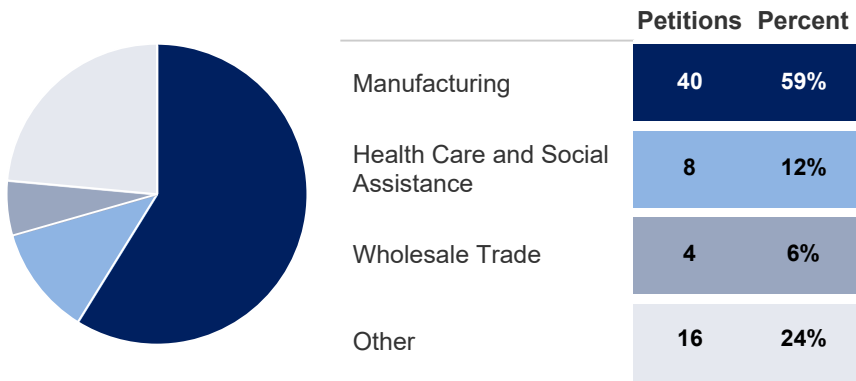 Petitions Percent
Manufacturing 40 59%
Health Care and Social
Assistance 8 12%
Wholesale Trade 4 6%
Other 16 24%